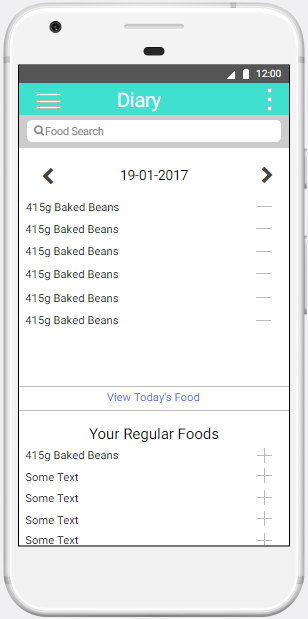 12:00
Diary
Food Search
19-01-2017
415g Baked Beans
415g Baked Beans
415g Baked Beans
415g Baked Beans
415g Baked Beans
415g Baked Beans
View Today's Food
Your Regular Foods
415g Baked Beans
Some Text
Some Text
Some Text
Some Text